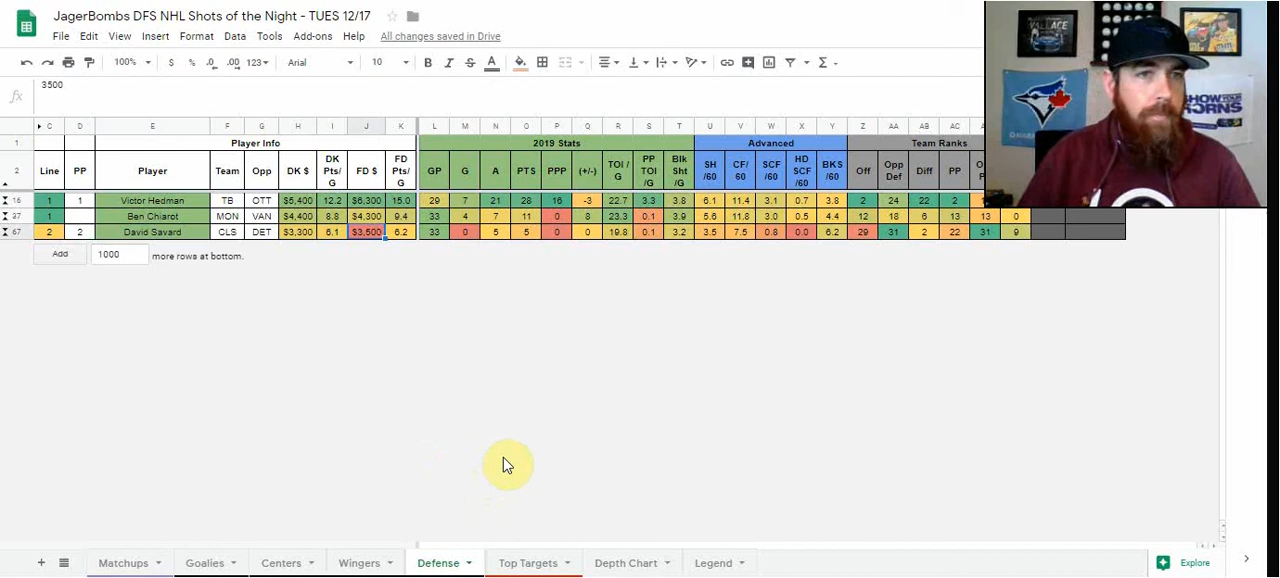 JagerBombs DFS NHL Shots of the Night - TUES 12/17
File Edit View Insert Format Data Tools Add-ons Help All changes saved in Drive
100% $ % .0 .00 123 Arial 10 B I S A
fx 3500
C D E F G H I J K L M N O P Q R S T U V W X Y Z AA AB AC
1 Player Info 2019 Stats Advanced Team Ranks
2 Line PP Player Team Opp DK $ DK Pts/ G FD $ FD Pts/ G GP G A PTS PPP (+/-) TOI / G PP TOI /G Blk Sht /G SH /60 CF/ 60 SCF /60 HD SCF /60 BKS /60 Off Opp Def Diff PP
16 1 1 Victor Hedman TB OTT $5,400 12.2 $6,300 15.0 29 7 21 28 16 -3 22.7 3.3 3.8 6.1 11.4 3.1 0.7 3.8 2 24 22 2
37 1 Ben Chiarot MON VAN $4,400 8.8 $4,300 9.4 33 4 7 11 0 8 23.3 0.1 3.9 5.6 11.8 3.0 0.5 4.4 12 18 6 13 13 0
67 2 2 David Savard CLS DET $3,300 6.1 $3,500 6.2 33 0 5 5 0 0 19.8 0.1 3.2 3.5 7.5 0.8 0.0 6.2 29 31 2 22 31 9
Add 1000 more rows at bottom.
Matchups Goalies Centers Wingers Defense Top Targets Depth Chart Legend Explore